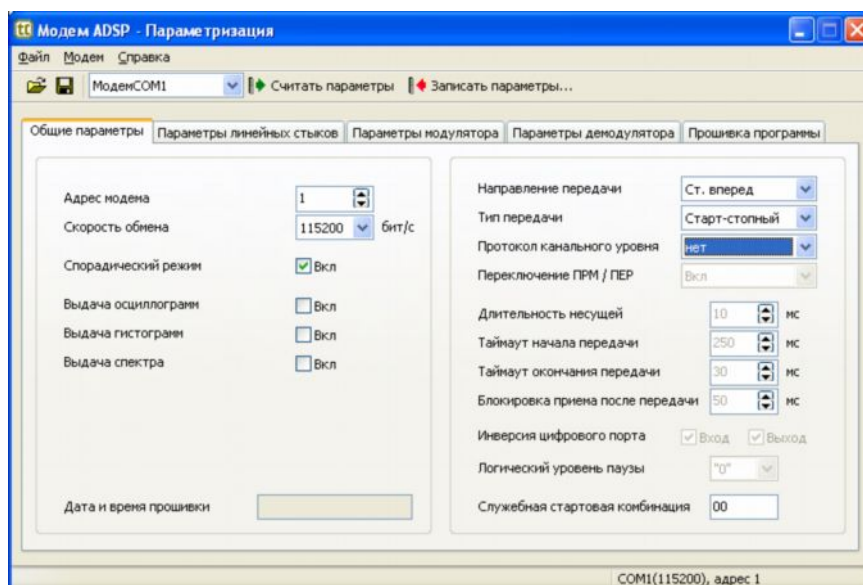 Модем ADSP - Параметризация
Файл Модем Справка
МодемCOM1 Считать параметры Записать параметры...
Общие параметры Параметры линейных стыков Параметры модулятора Параметры демодулятора Прошивка программы
Адрес модема 1
Скорость обмена 115200 бит/с
Спорадический режим Вкл
Выдача осциллограмм Вкл
Выдача гистограмм Вкл
Выдача спектра Вкл
Дата и время прошивки
Направление передачи Ст. вперед
Тип передачи Старт-стопный
Протокол канального уровня нет
Переключение ПРМ / ПЕР Вкл
Длительность несущей 10 мс
Таймаут начала передачи 250 мс
Таймаут окончания передачи 30 мс
Блокировка приема после передачи 50 мс
Инверсия цифрового порта Вход Выход
Логический уровень паузы "0"
Служебная стартовая комбинация 00
COM1(115200), адрес 1